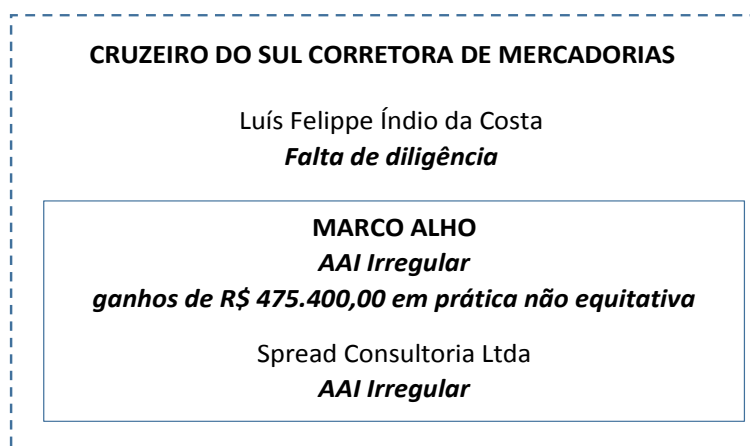 CRUZEIRO DO SUL CORRETORA DE MERCADORIAS
Luís Felippe Índio da Costa
Falta de diligência
MARCO ALHO
AAI Irregular
ganhos de R$ 475.400,00 em prática não equitativa
Spread Consultoria Ltda
AAI Irregular